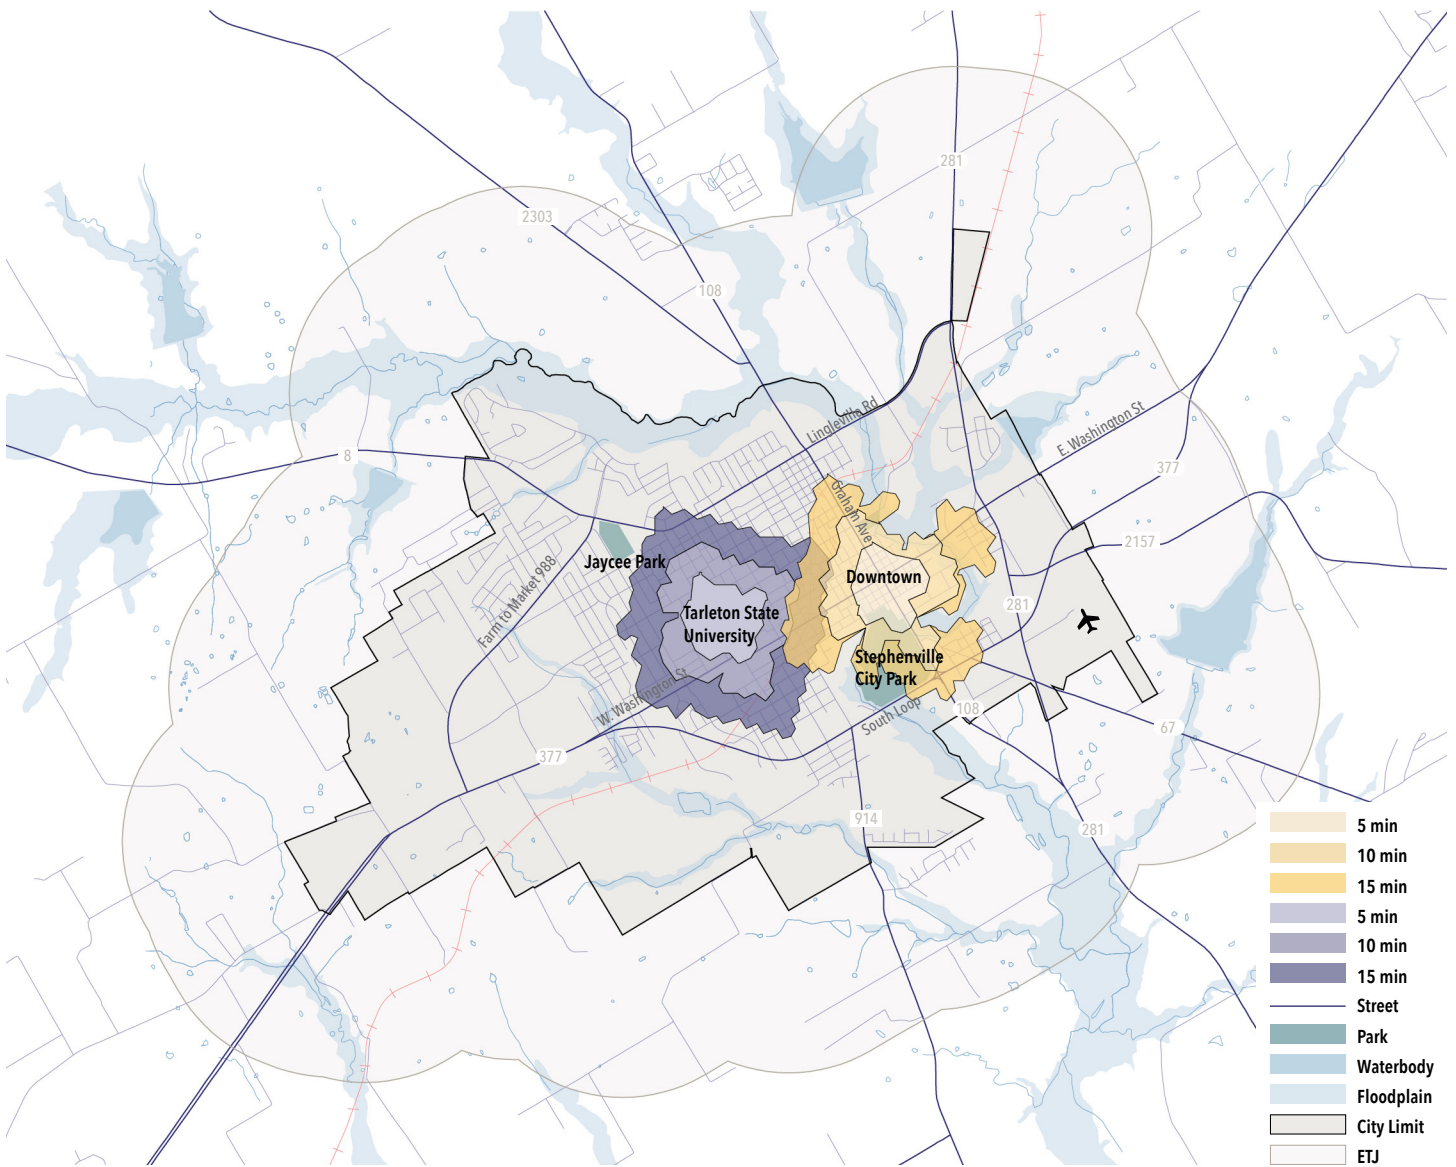 281
2303
108
Lingleville Rd
E. Washington St
8
377
Graham Ave
2157
Jaycee Park
Downtown
Farm to Market 988
Tarleton State
University
281
Stephenville
City Park
W. Washington St
South Loop
108
67
377
914
281
5 min
10 min
15 min
5 min
10 min
15 min
Street
Park
Waterbody
Floodplain
City Limit
ETJ